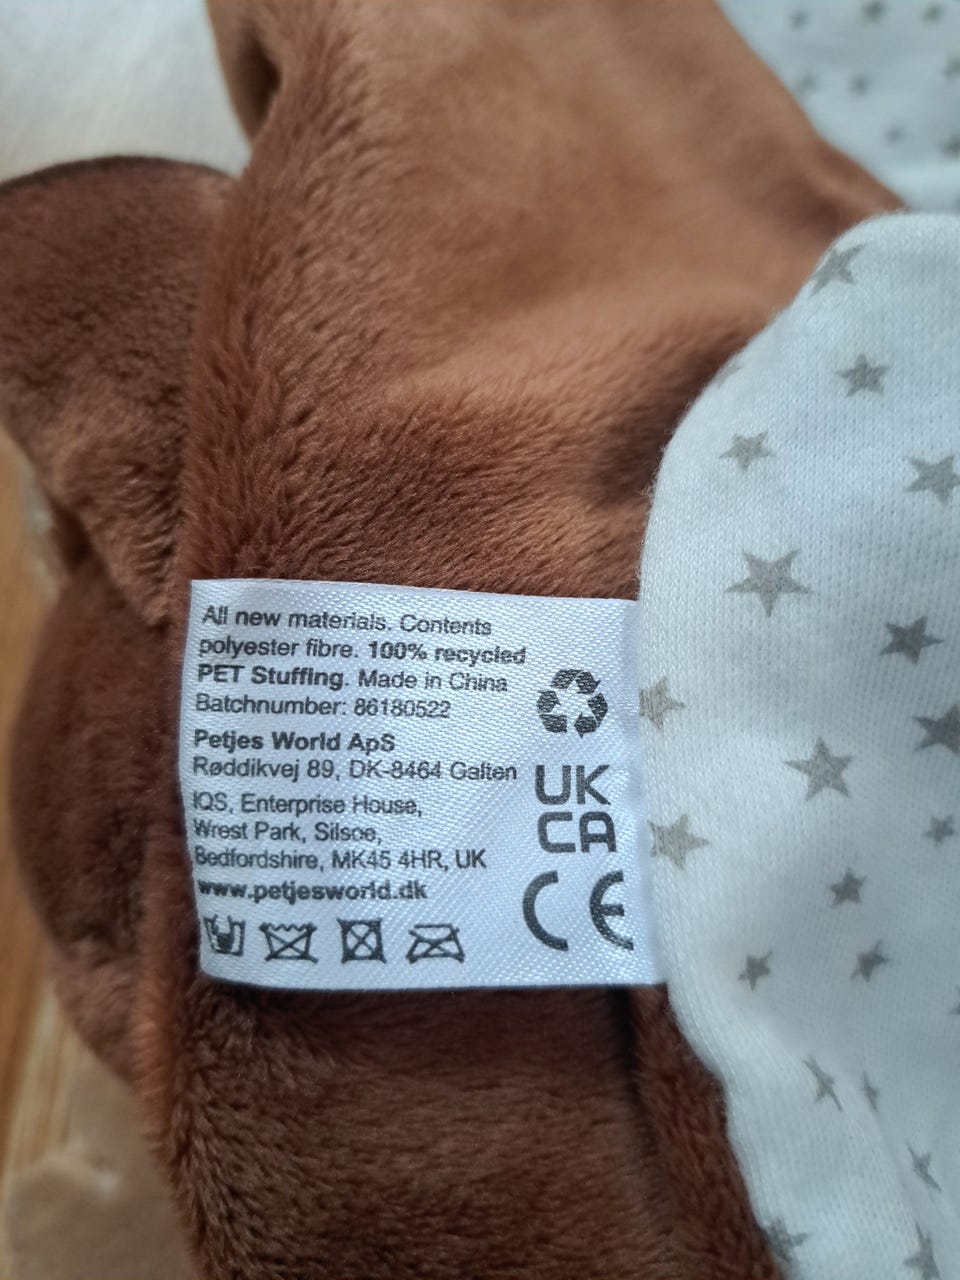 All new materials. Contents
polyester fibre. 100% recycled
PET Stuffing. Made in China
Batchnumber: 86180522
Petjes World ApS
Røddikvej 89, DK-8464 Galten
IQS, Enterprise House,
Wrest Park, Silsoe,
Bedfordshire, MK45 4HR, UK
www.petjesworld.dk
UK
CA
CE